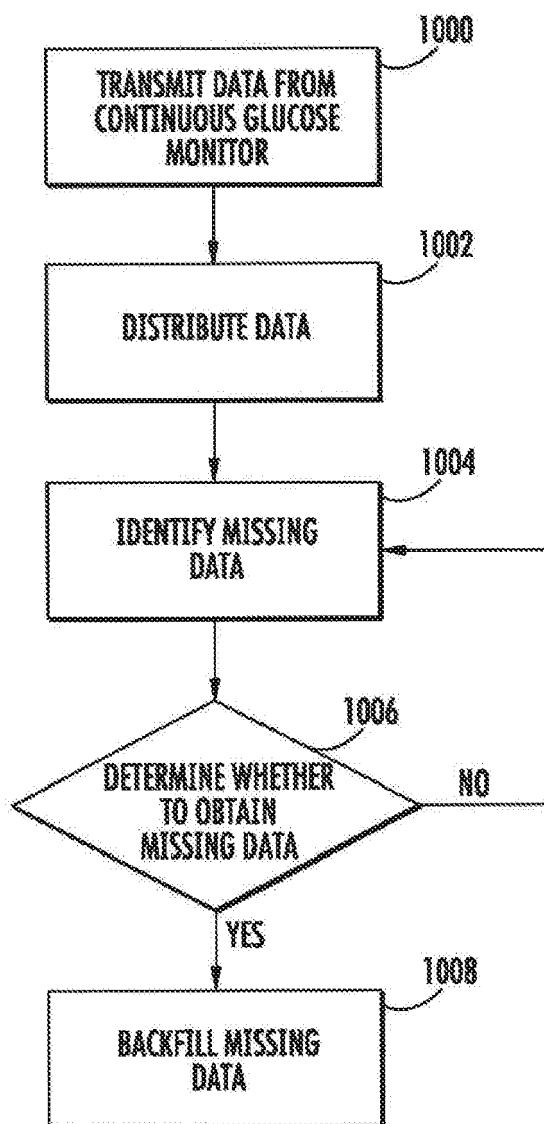 1000
TRANSMIT DATA FROM
CONTINUOUS GLUCOSE
MONITOR
1002
DISTRIBUTE DATA
1004
IDENTIFY MISSING
DATA
1006
DETERMINE WHETHER
TO OBTAIN
MISSING DATA
NO
YES
1008
BACKFILL MISSING
DATA